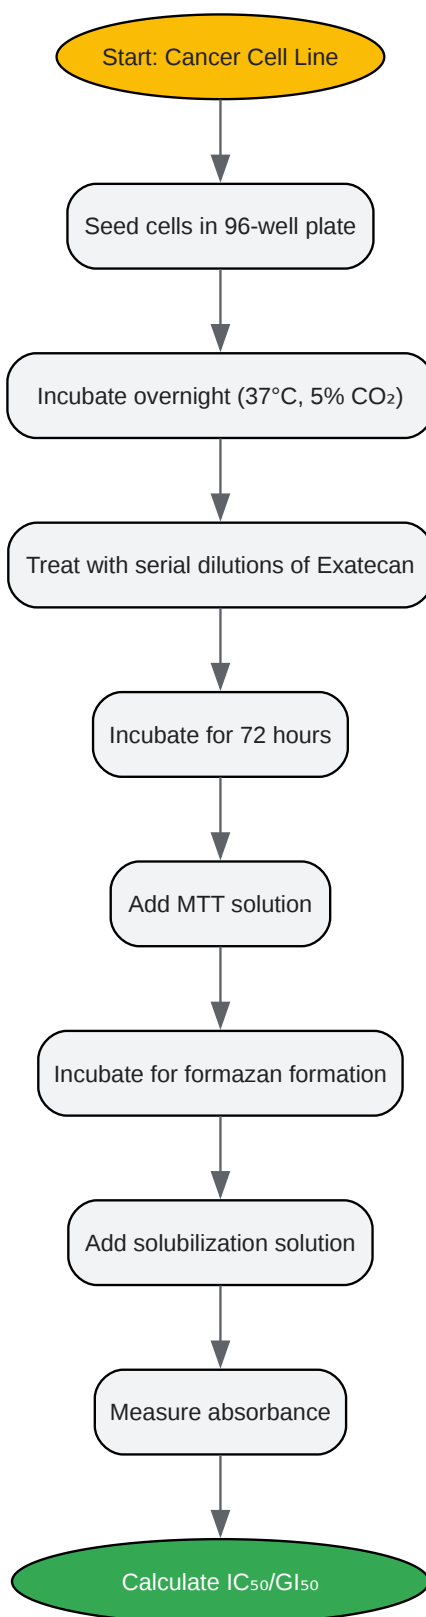 Start: Cancer Cell Line
Seed cells in 96-well plate
Incubate overnight (37°C, 5% CO₂)
Treat with serial dilutions of Exatecan
Incubate for 72 hours
Add MTT solution
Incubate for formazan formation
Add solubilization solution
Measure absorbance
Calculate IC₅₀/GI₅₀